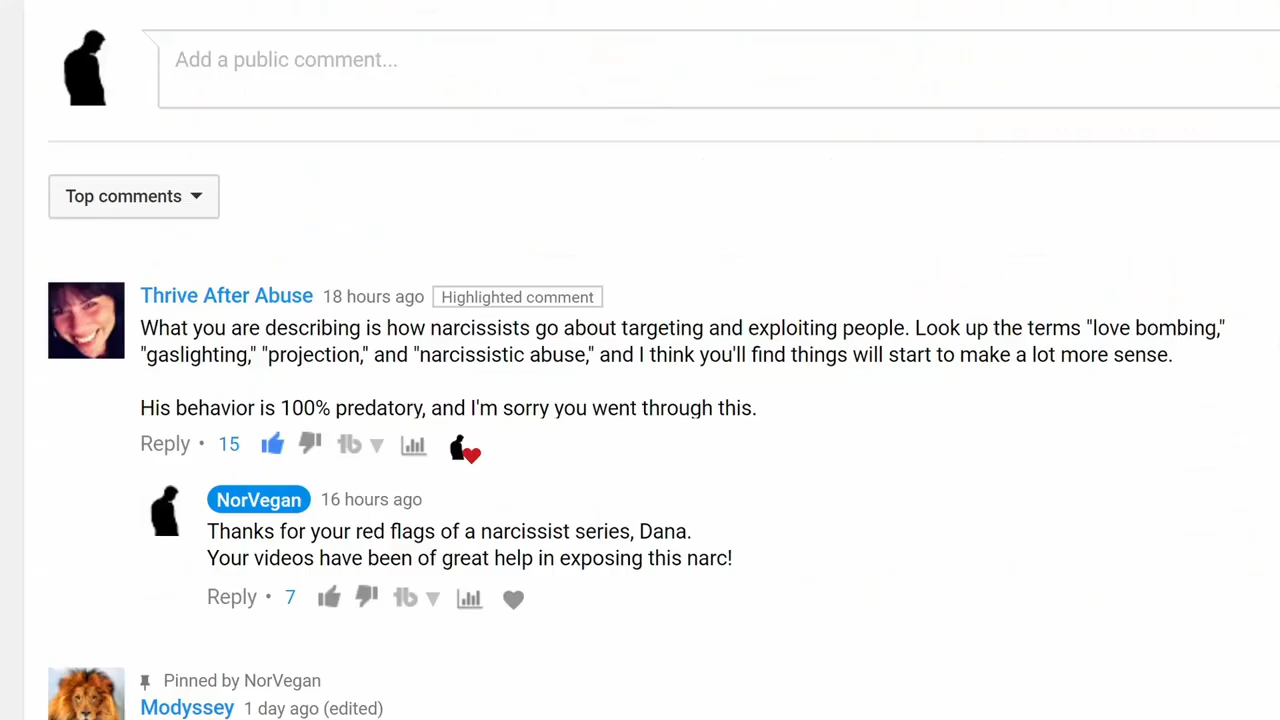 Add a public comment...
Top comments
Thrive After Abuse 18 hours ago Highlighted comment
What you are describing is how narcissists go about targeting and exploiting people. Look up the terms "love bombing,"
"gaslighting," "projection," and "narcissistic abuse," and I think you'll find things will start to make a lot more sense.
His behavior is 100% predatory, and I'm sorry you went through this.
Reply • 15 tb
NorVegan 16 hours ago
Thanks for your red flags of a narcissist series, Dana.
Your videos have been of great help in exposing this narc!
Reply • 7 tb
Pinned by NorVegan
Modyssey 1 day ago (edited)